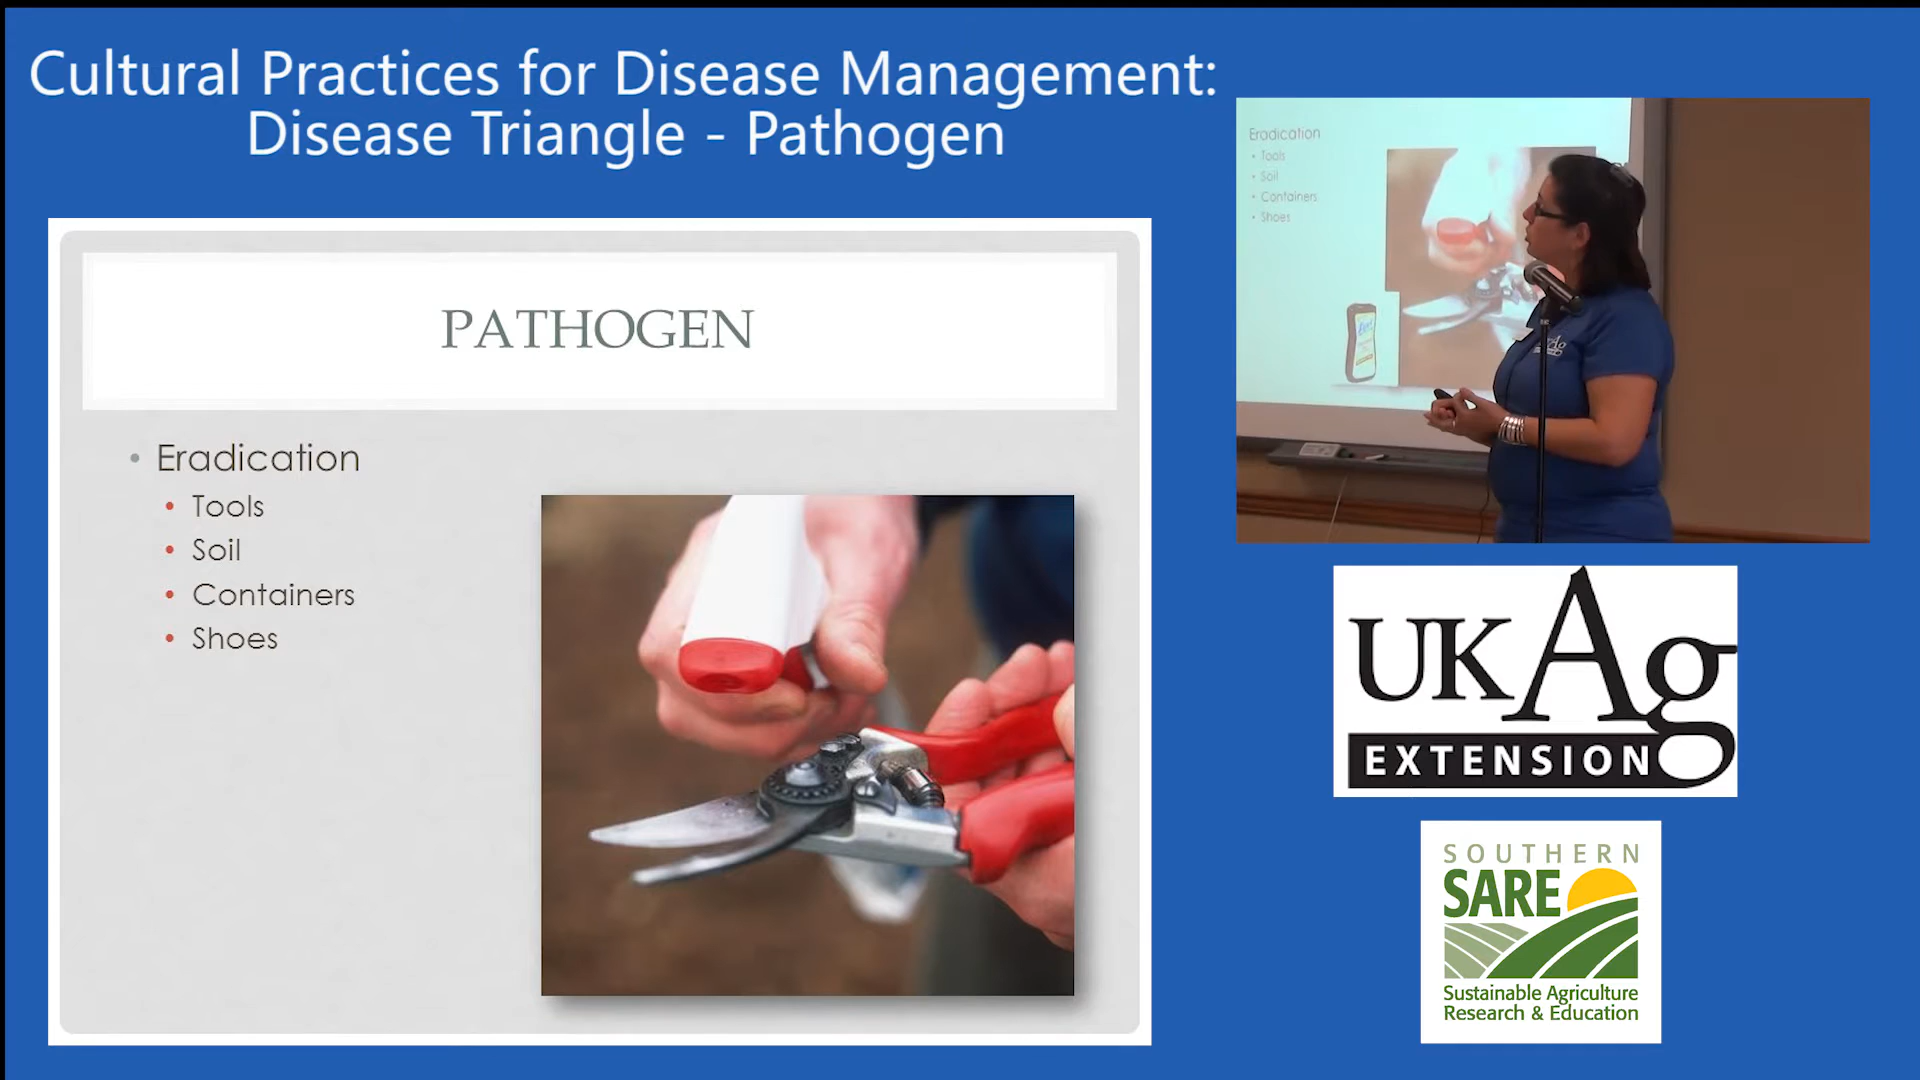 Cultural Practices for Disease Management:
Disease Triangle - Pathogen
PATHOGEN
• Eradication
• Tools
• Soil
• Containers
• Shoes
Eradication
• Tools
• Soil
• Containers
• Shoes
UKAg
EXTENSION
SOUTHERN
SARE
Sustainable Agriculture
Research & Education